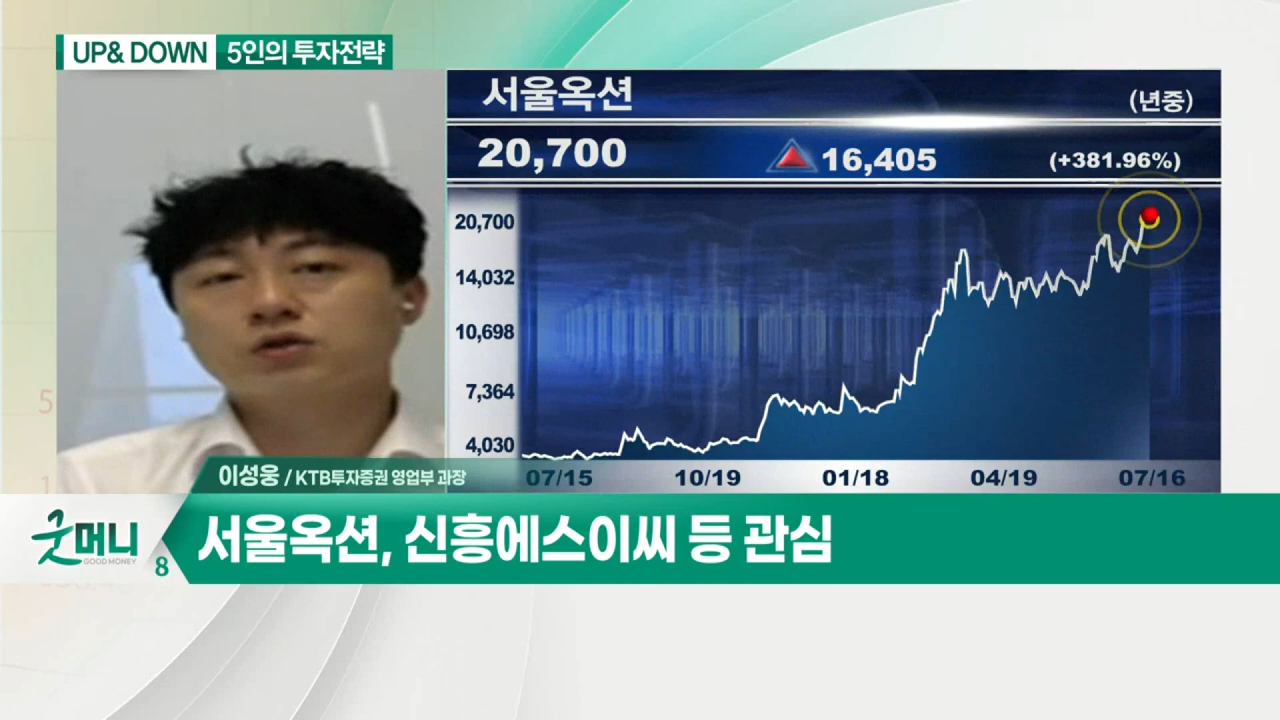 UP& DOWN 5인의 투자전략
서울옥션 (년중)
20,700 ▲ 16,405 (+381.96%)
20,700
14,032
10,698
7,364
4,030
07/15 10/19 01/18 04/19 07/16
이성웅 / KTB투자증권 영업부 과장
굿머니
GOOD MONEY
8
서울옥션, 신흥에스이씨 등 관심
5
1